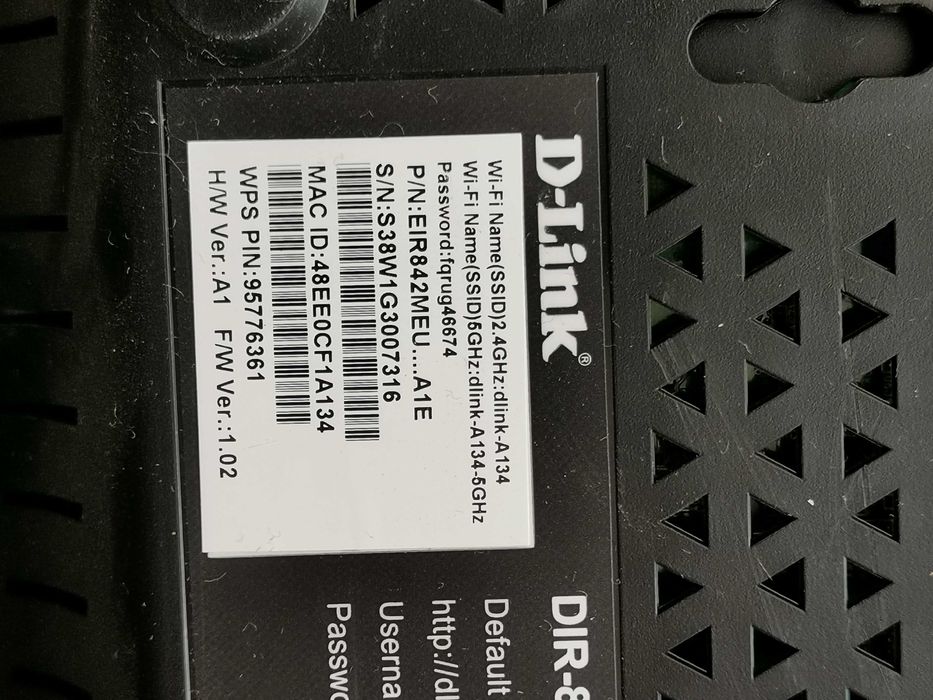 D-Link®
Wi-Fi Name(SSID)2.4GHz:dlink-A134
Wi-Fi Name(SSID)5GHz:dlink-A134-5GHz
Password:fqrug46674
P/N:EIR842MEU....A1E
S/N:S38W1G3007316
MAC ID:48EE0CF1A134
WPS PIN:95776361
H/W Ver.:A1 F/W Ver.:1.02
DIR-8
Default
http://dl
Userna
Passwo